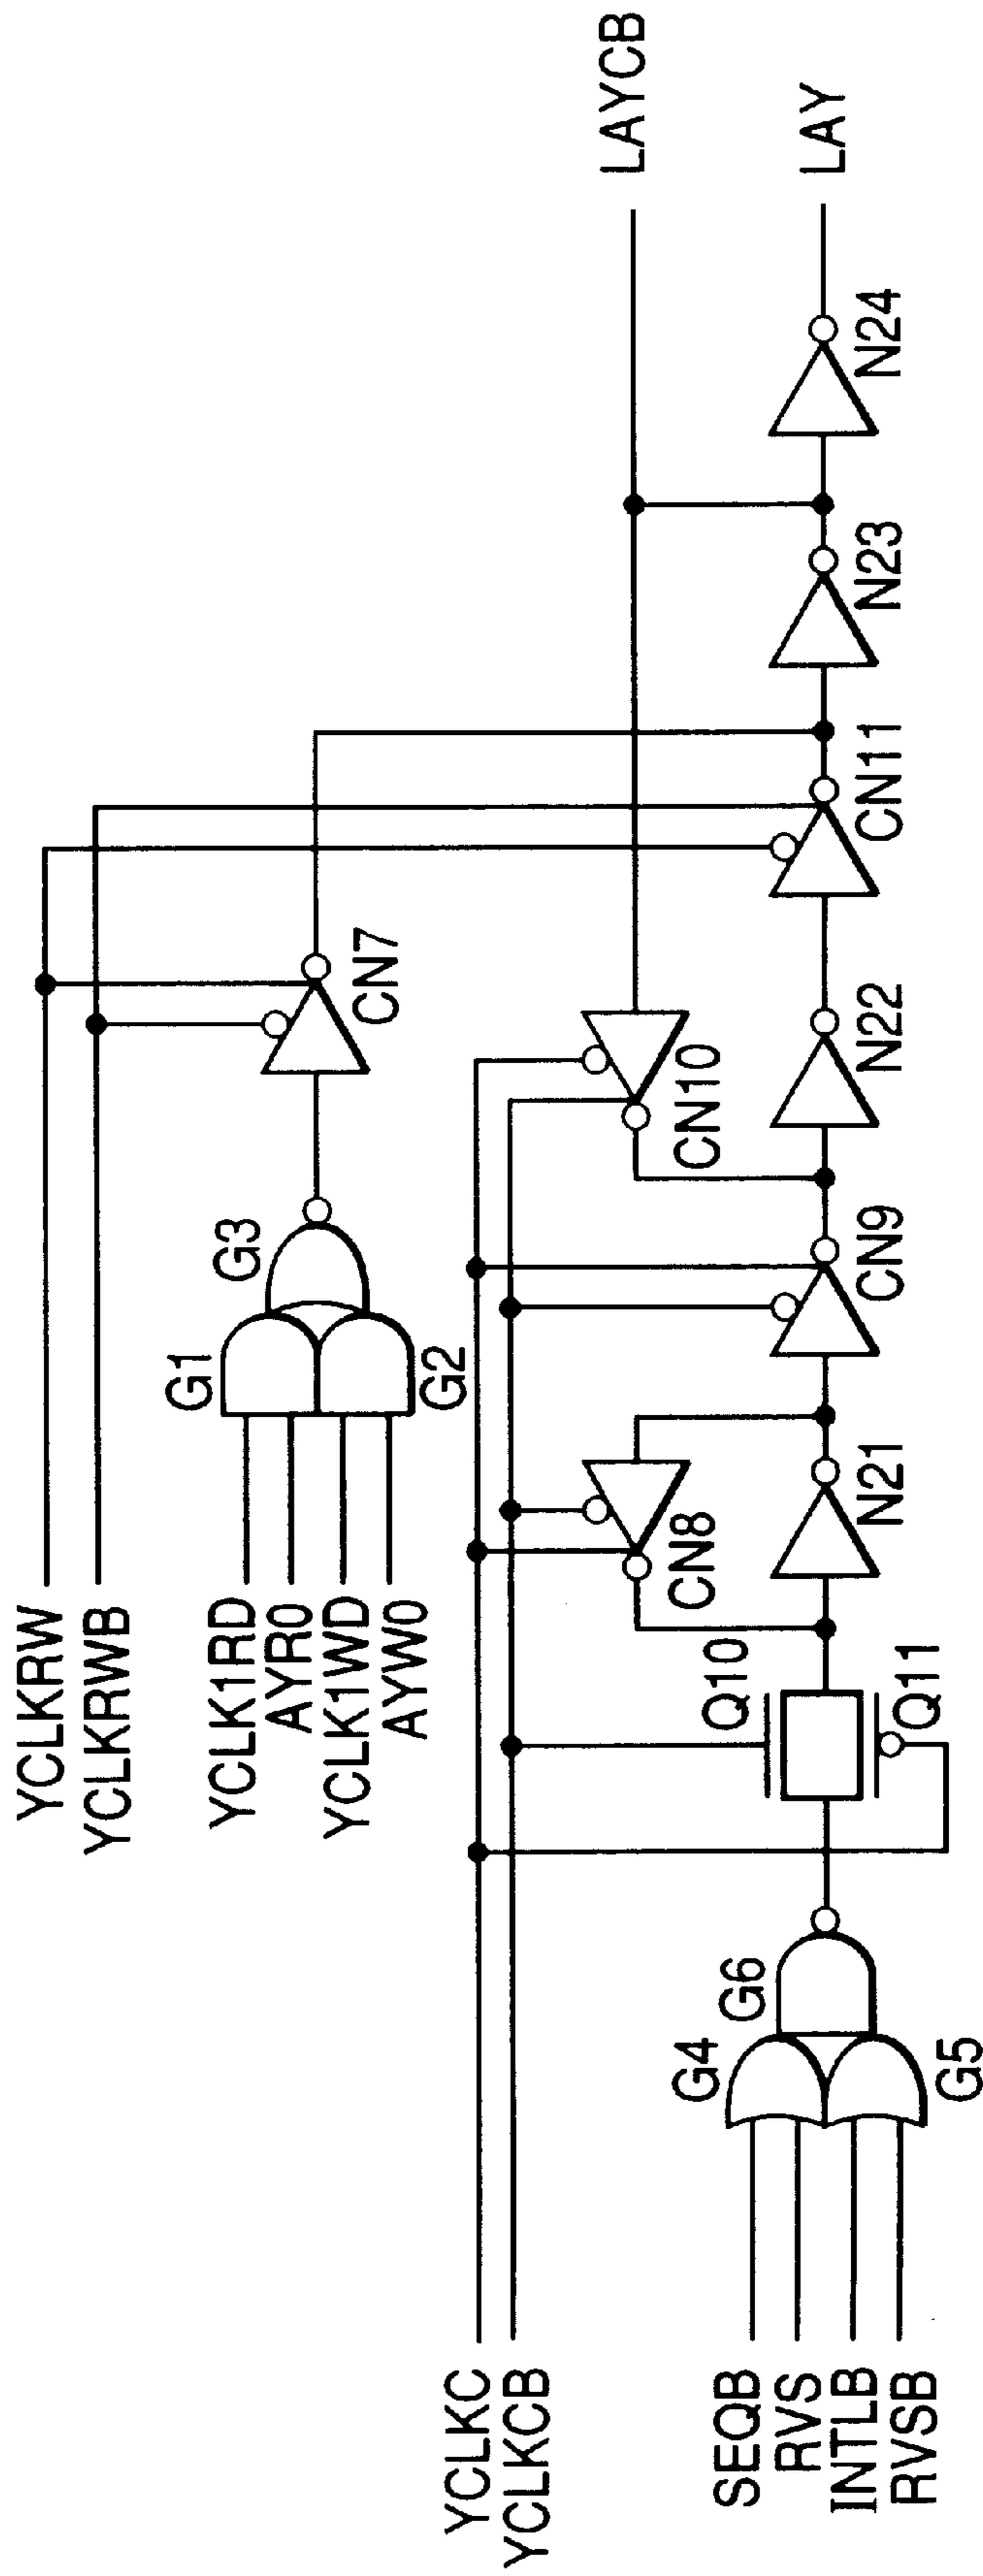 YCLKRW
YCLKRWB
YCLK1RD
AYR0
YCLK1WD
AYW0
G1
G2
G3
CN7
LAYCB
LAY
YCLKC
YCLKCB
SEQB
RVS
INTLB
RVSB
G4
G5
G6
Q10
Q11
CN8
N21
CN9
CN10
N22
CN11
N23
N24